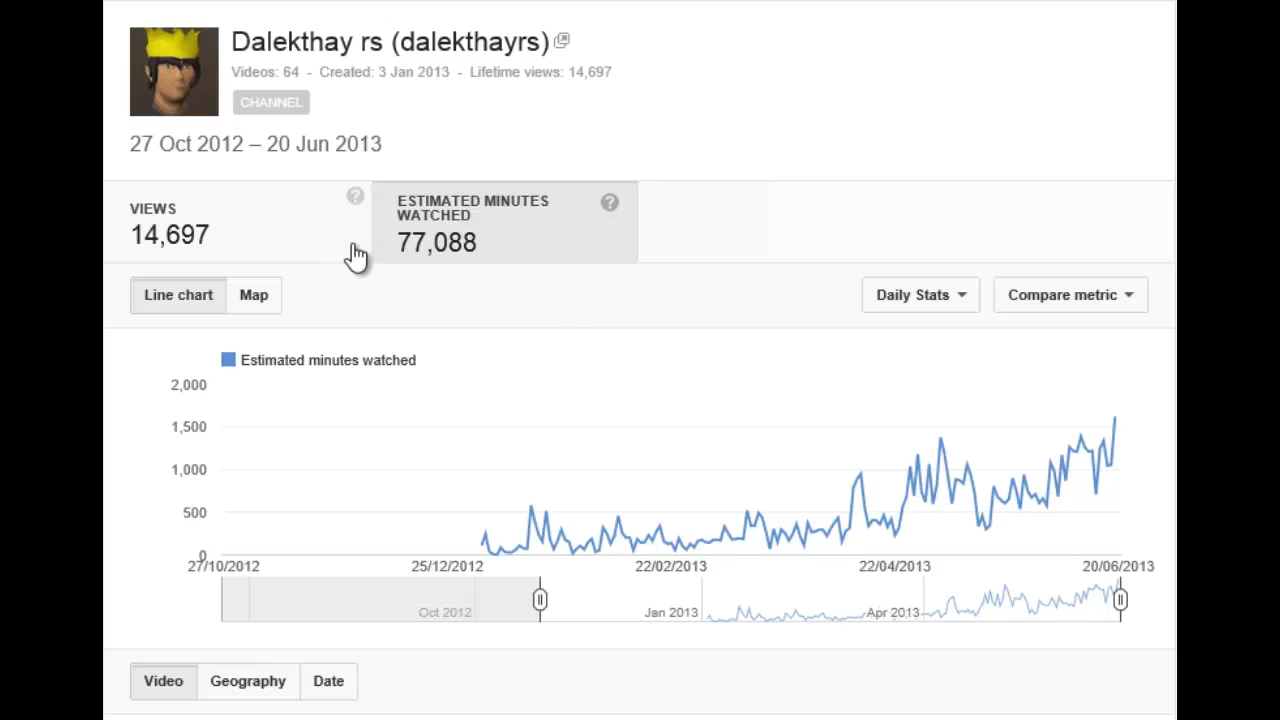 Dalekthay rs (dalekthayrs)
Videos: 64 - Created: 3 Jan 2013 - Lifetime views: 14,697
CHANNEL
27 Oct 2012 – 20 Jun 2013
VIEWS
?
14,697
ESTIMATED MINUTES
WATCHED
?
77,088
Line chart
Map
Daily Stats
Compare metric
Estimated minutes watched
2,000
1,500
1,000
500
0
27/10/2012
25/12/2012
22/02/2013
22/04/2013
20/06/2013
Oct 2012
Jan 2013
Apr 2013
Video
Geography
Date